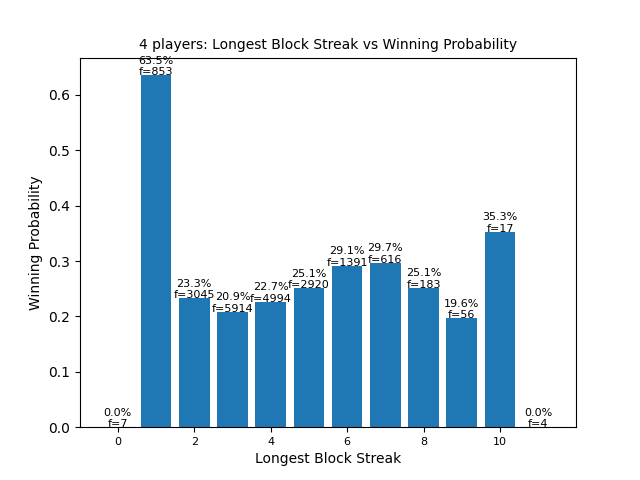 4 players: Longest Block Streak vs Winning Probability
63.5%
f=853
23.3%
f=3045
20.9%
f=5914
22.7%
f=4994
25.1%
f=2920
29.1%
f=1391
29.7%
f=616
25.1%
f=183
19.6%
f=56
35.3%
f=17
0.0%
f=7
0.0%
f=4
0.6
0.5
0.4
0.3
0.2
0.1
0.0
Winning Probability
0 2 4 6 8 10
Longest Block Streak